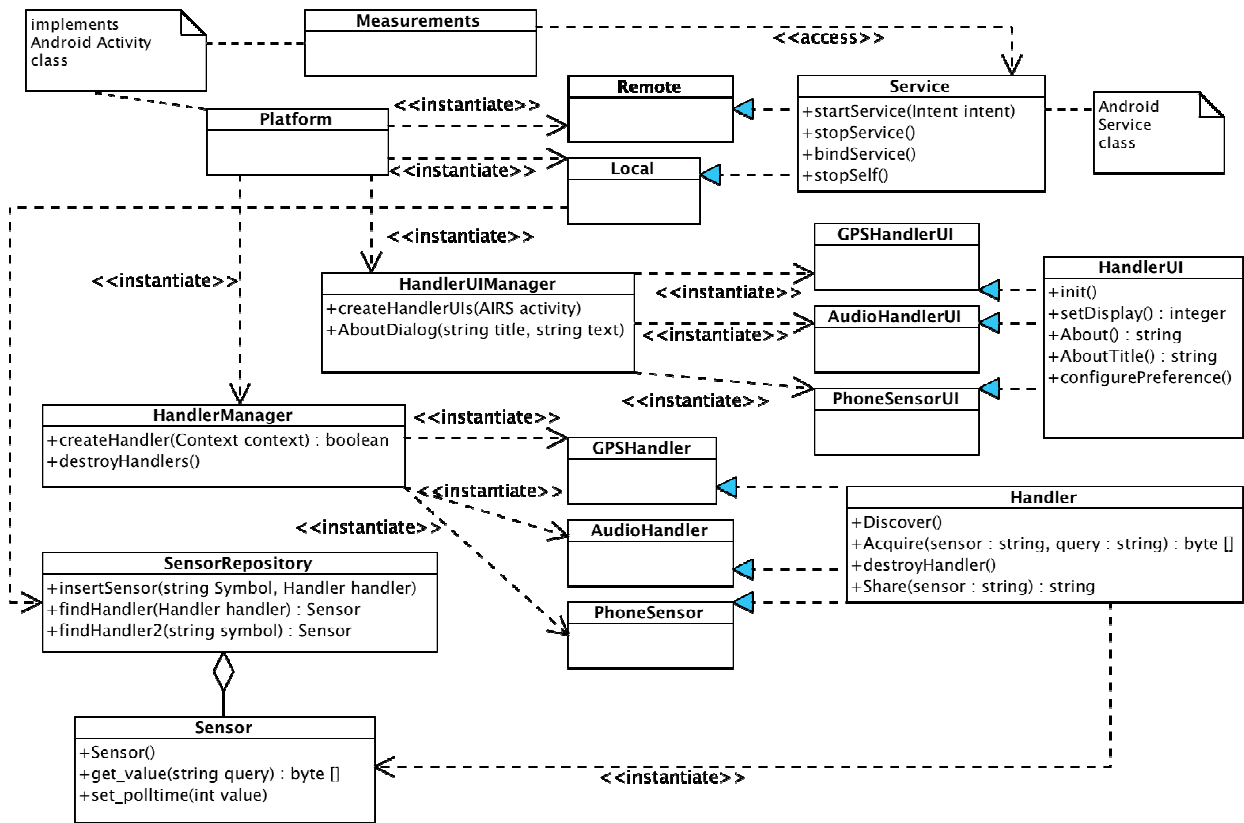 implements
Android Activity
class
Measurements
<<access>>
Service
+startService(Intent intent)
+stopService()
+bindService()
+stopSelf()
Android
Service
class
<<instantiate>>
Remote
Platform
<<instantiate>>
Local
<<instantiate>>
<<instantiate>>
HandlerUIManager
+createHandlerUIs(AIRS activity)
+AboutDialog(string title, string text)
GPSHandlerUI
<<instantiate>>
AudioHandlerUI
<<instantiate>>
PhoneSensorUI
<<instantiate>>
HandlerUI
+init()
+setDisplay() : integer
+About() : string
+AboutTitle() : string
+configurePreference()
HandlerManager
+createHandler(Context context) : boolean
+destroyHandlers()
<<instantiate>>
GPSHandler
<<instantiate>>
AudioHandler
<<instantiate>>
PhoneSensor
Handler
+Discover()
+Acquire(sensor : string, query : string) : byte []
+destroyHandler()
+Share(sensor : string) : string
SensorRepository
+insertSensor(string Symbol, Handler handler)
+findHandler(Handler handler) : Sensor
+findHandler2(string symbol) : Sensor
Sensor
+Sensor()
+get_value(string query) : byte []
+set_polltime(int value)
<<instantiate>>